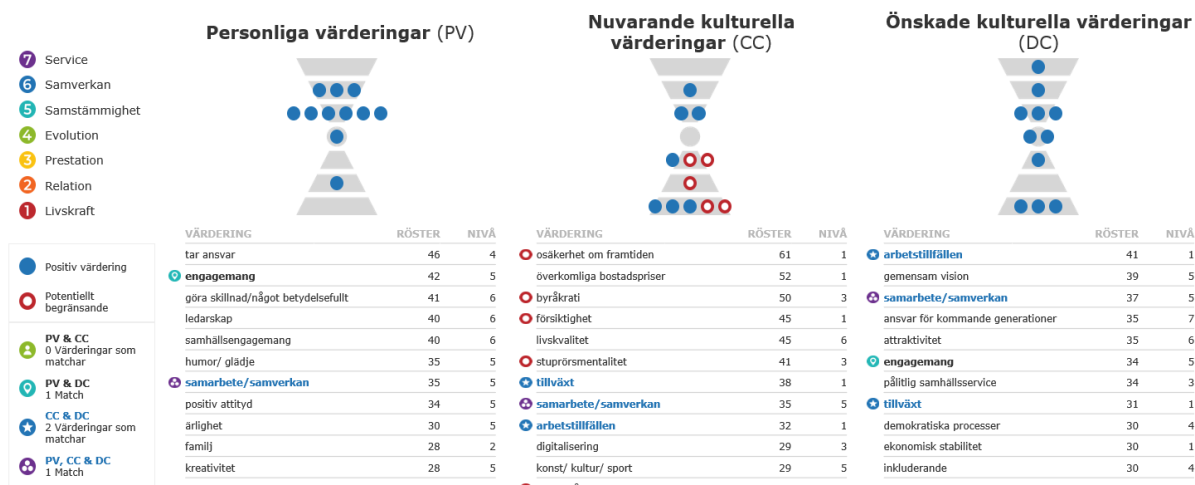 Personliga värderingar (PV)
Nuvarande kulturella
värderingar (CC)
Önskade kulturella värderingar
(DC)
7 Service
6 Samverkan
5 Samstämmighet
4 Evolution
3 Prestation
2 Relation
1 Livskraft
Positiv värdering
Potentiellt
begränsande
PV & CC
0 Värderingar som
matchar
PV & DC
1 Match
CC & DC
2 Värderingar som
matchar
PV, CC & DC
1 Match
VÄRDERING RÖSTER NIVÅ
tar ansvar 46 4
engagemang 42 5
göra skillnad/något betydelsefullt 41 6
ledarskap 40 6
samhällsengagemang 40 6
humor/ glädje 35 5
samarbete/samverkan 35 5
positiv attityd 34 5
ärlighet 30 5
familj 28 2
kreativitet 28 5
VÄRDERING RÖSTER NIVÅ
osäkerhet om framtiden 61 1
överkomliga bostadspriser 52 1
byråkrati 50 3
försiktighet 45 1
livskvalitet 45 6
stuprörsmentalitet 41 3
tillväxt 38 1
samarbete/samverkan 35 5
arbetstillfällen 32 1
digitalisering 29 3
konst/ kultur/ sport 29 5
VÄRDERING RÖSTER NIVÅ
arbetstillfällen 41 1
gemensam vision 39 5
samarbete/samverkan 37 5
ansvar för kommande generationer 35 7
attraktivitet 35 6
engagemang 34 5
pålitlig samhällsservice 34 3
tillväxt 31 1
demokratiska processer 30 4
ekonomisk stabilitet 30 1
inkluderande 30 4